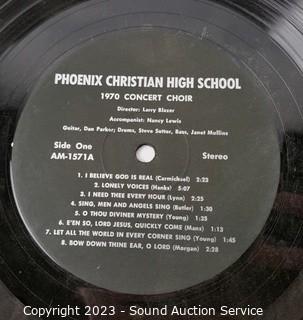 PHOENIX CHRISTIAN HIGH SCHOOL
1970 CONCERT CHOIR
Director: Larry Blazer
Accompanist: Nancy Lewis
Guitar, Dan Parker; Drums, Steve Sutter, Bass, Janet Mullins
Side One
AM-1571A
Stereo
1. I BELIEVE GOD IS REAL (Carmichael) 2:23
2. LONELY VOICES (Hanks) 5:07
3. I NEED THEE EVERY HOUR (Lynn) 2:25
4. SING, MEN AND ANGELS SING (Butler) 1:30
5. O THOU DIVINER MYSTERY (Young) 1:25
6. E'EN SO, LORD JESUS, QUICKLY COME (Manz) 1:13
7. LET ALL THE WORLD IN EVERY CORNER SING (Young) 1:45
8. BOW DOWN THINE EAR, O LORD (Morgan) 2:28
Copyright © 2023 - Sound Auction Service